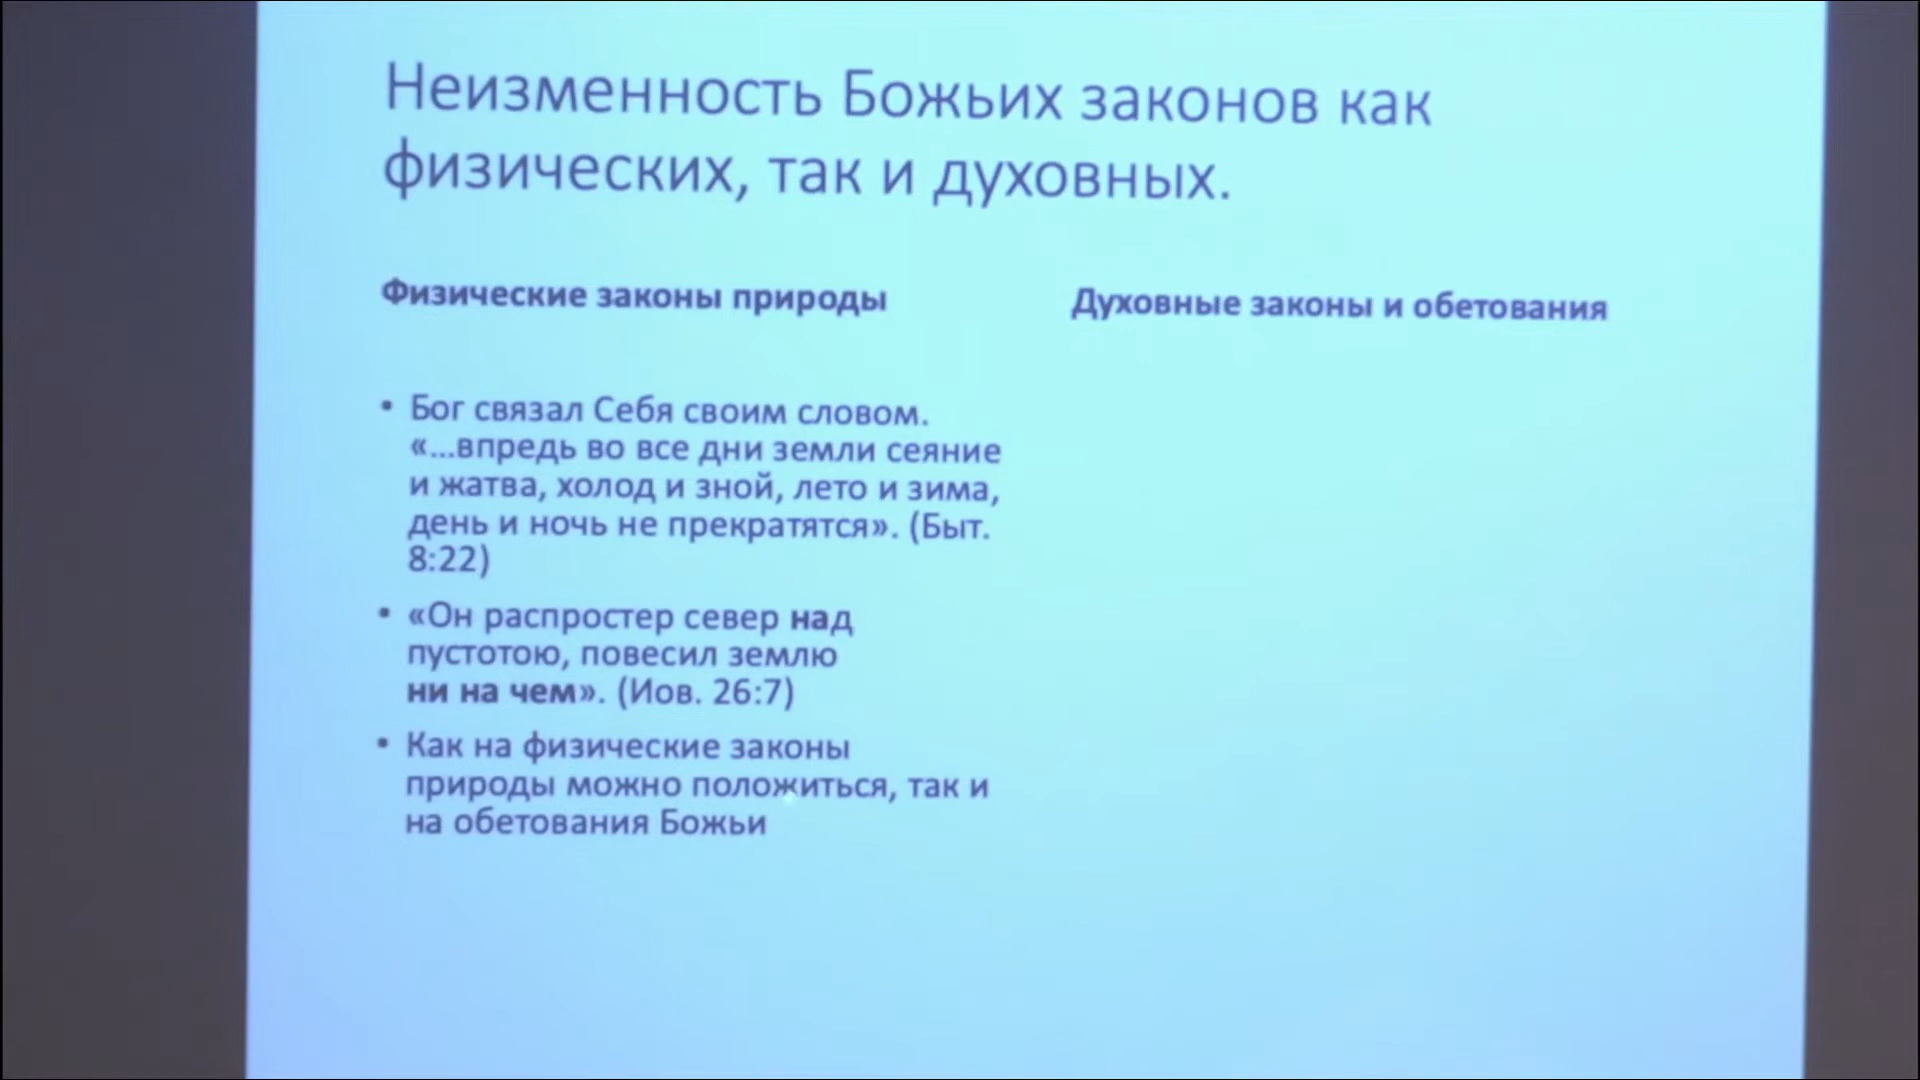 Неизменность Божьих законов как
физических, так и духовных.
Физические законы природы
Духовные законы и обетования
• Бог связал Себя своим словом.
«...впредь во все дни земли сеяние
и жатва, холод и зной, лето и зима,
день и ночь не прекратятся». (Быт.
8:22)
• «Он распростер север над
пустотою, повесил землю
ни на чем». (Иов. 26:7)
• Как на физические законы
природы можно положиться, так и
на обетования Божьи